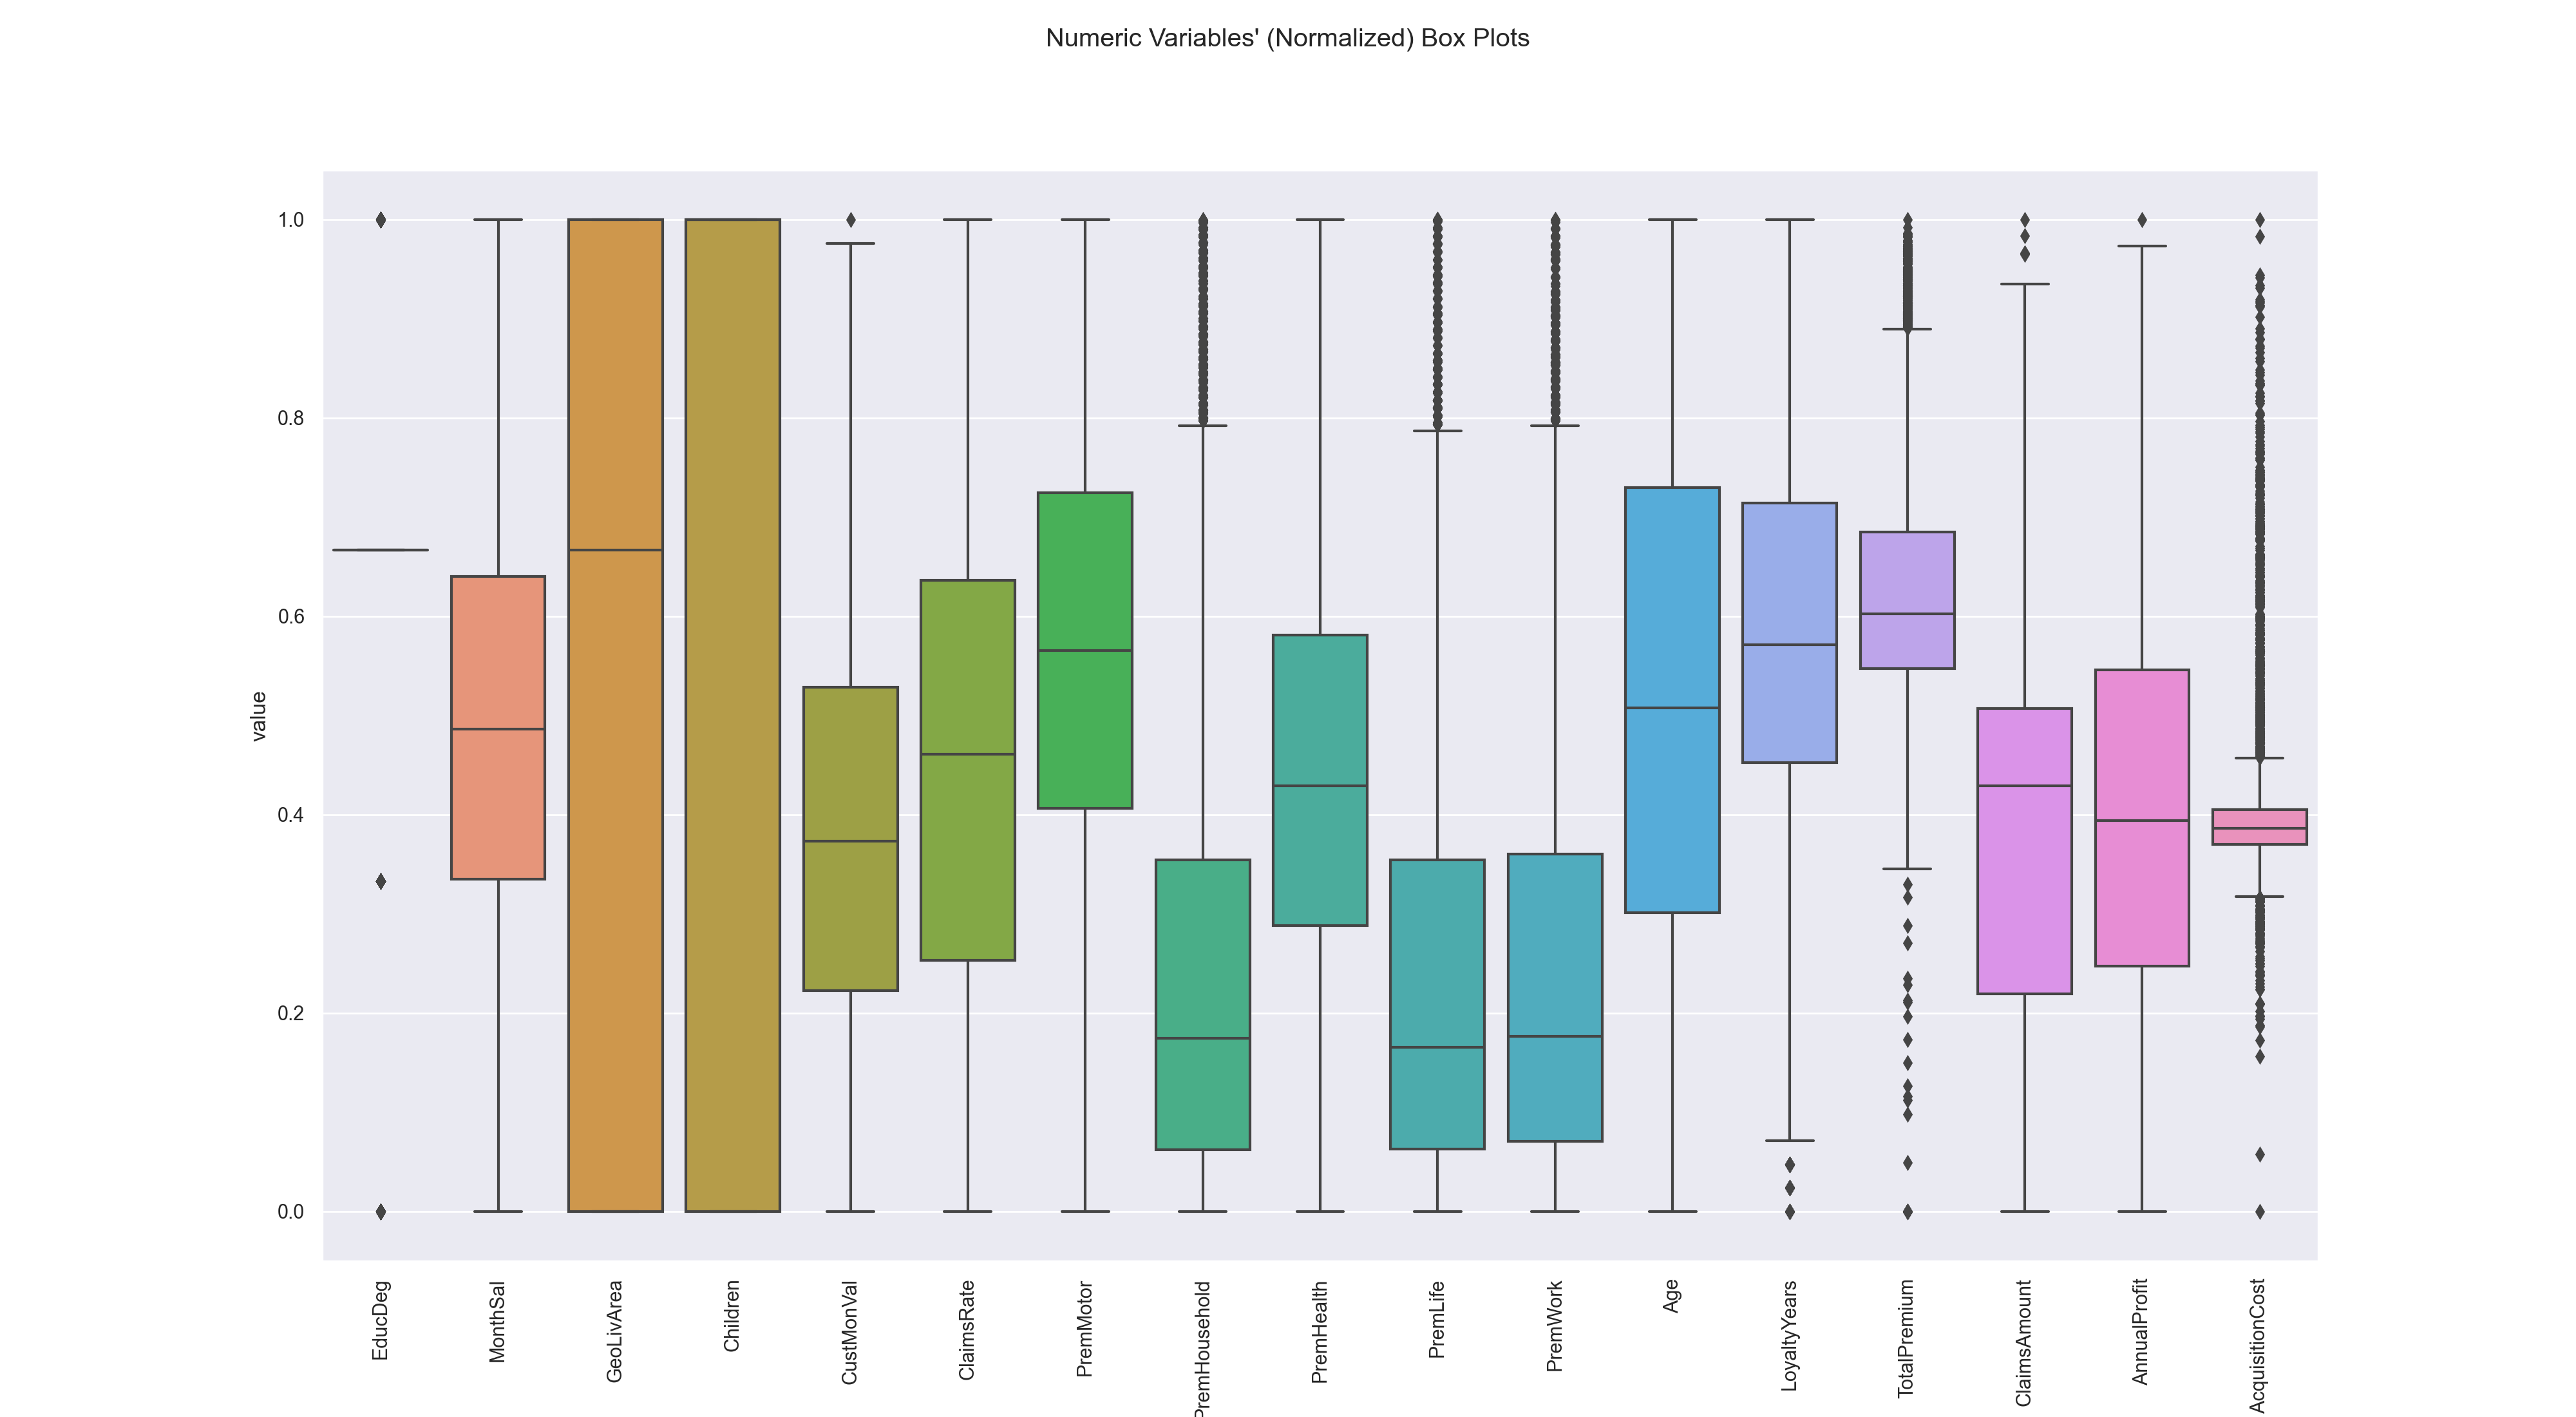 Numeric Variables' (Normalized) Box Plots
1.0
0.8
0.6
0.4
0.2
0.0
value
EducDeg
MonthSal
GeoLivArea
Children
CustMonVal
ClaimsRate
PremMotor
PremHousehold
PremHealth
PremLife
PremWork
Age
LoyaltyYears
TotalPremium
ClaimsAmount
AnnualProfit
AcquisitionCost